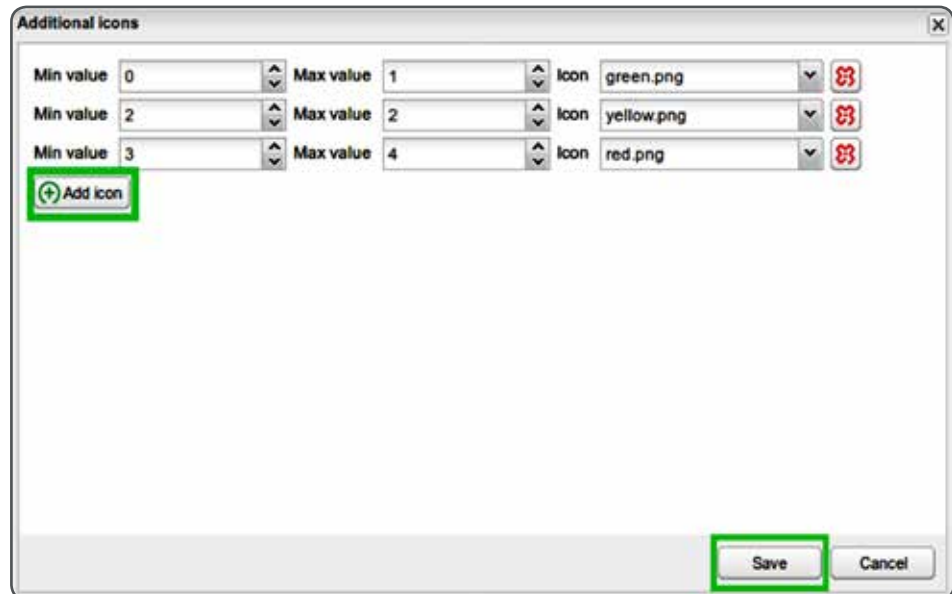 Additional icons
Min value 0 Max value 1 Icon green.png
Min value 2 Max value 2 Icon yellow.png
Min value 3 Max value 4 Icon red.png
Add icon
Save Cancel